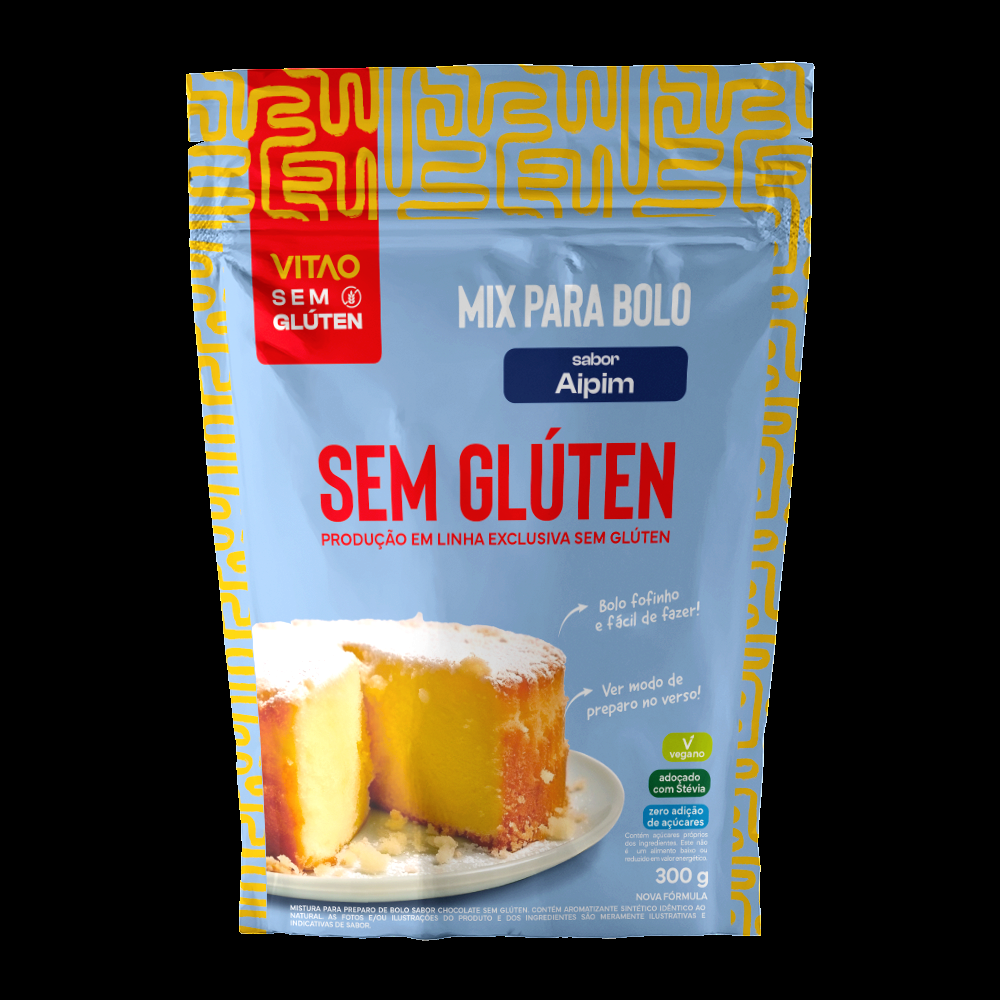 VITAO
SEM
GLÚTEN
MIX PARA BOLO
sabor
Aipim
SEM GLÚTEN
PRODUÇÃO EM LINHA EXCLUSIVA SEM GLÚTEN
Bolo fofinho
e fácil de fazer!
Ver modo de
preparo no verso!
V
vegano
adoçado
com Stévia
zero adição
de açúcares
Contém açúcares próprios
dos ingredientes. Este não
é um alimento baixo ou
reduzido em valor energético.
300 g
NOVA FÓRMULA
MISTURA PARA PREPARO DE BOLO SABOR CHOCOLATE SEM GLÚTEN. CONTÉM AROMATIZANTE SINTÉTICO IDÊNTICO AO
NATURAL. AS FOTOS E/OU ILUSTRAÇÕES DO PRODUTO E DOS INGREDIENTES SÃO MERAMENTE ILUSTRATIVAS E
INDICATIVAS DE SABOR.